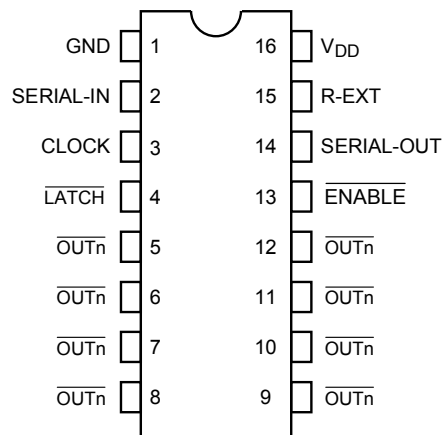 GND 1 16 VDD
SERIAL-IN 2 15 R-EXT
CLOCK 3 14 SERIAL-OUT
LATCH 4 13 ENABLE
OUTn 5 12 OUTn
OUTn 6 11 OUTn
OUTn 7 10 OUTn
OUTn 8 9 OUTn